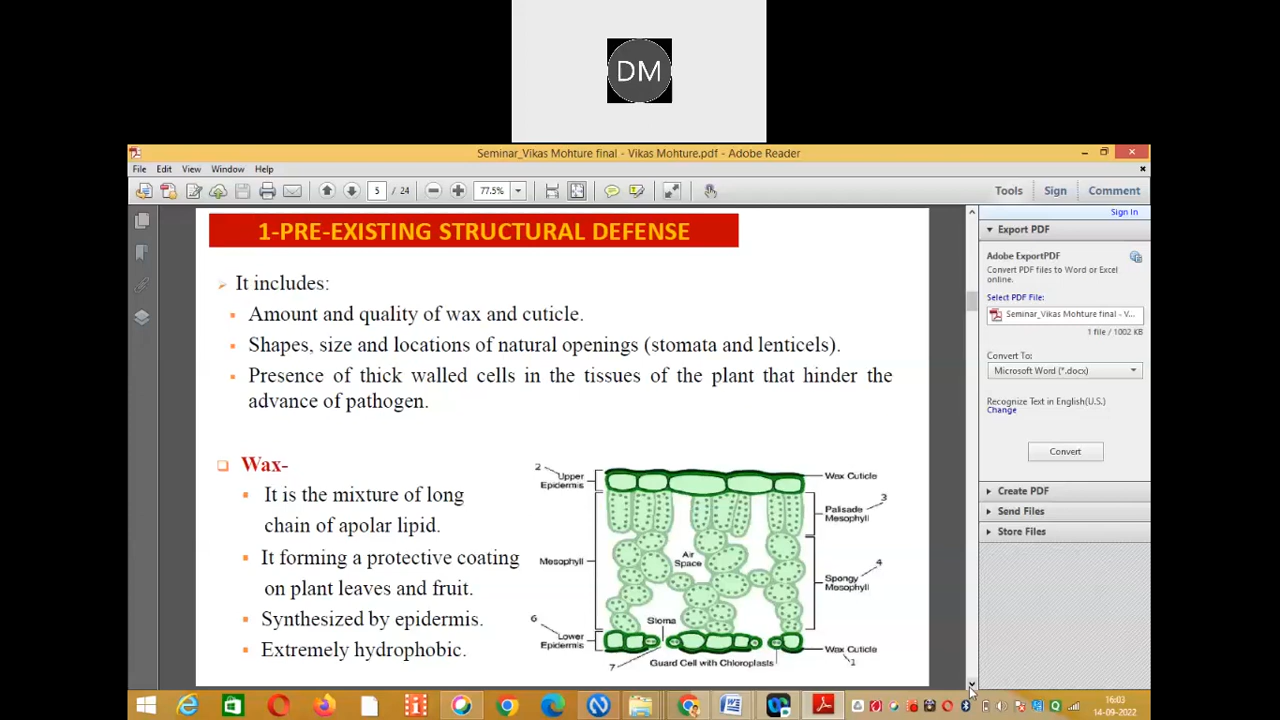 DM
Seminar_Vikas Mohture final - Vikas Mohture.pdf - Adobe Reader
File Edit View Window Help
5 / 24 77.5% Tools Sign Comment
Sign In
1-PRE-EXISTING STRUCTURAL DEFENSE
It includes:
Amount and quality of wax and cuticle.
Shapes, size and locations of natural openings (stomata and lenticels).
Presence of thick walled cells in the tissues of the plant that hinder the
advance of pathogen.
Wax-
It is the mixture of long
chain of apolar lipid.
It forming a protective coating
on plant leaves and fruit.
Synthesized by epidermis.
Extremely hydrophobic.
2
Upper
Epidermis
Wax Cuticle
3
Palisade
Mesophyll
Air
Space
Mesophyll
4
Spongy
Mesophyll
6
Stoma
Lower
Epidermis
Wax Cuticle
7
Guard Cell with Chloroplasts
1
Export PDF
Adobe ExportPDF
Convert PDF files to Word or Excel
online.
Select PDF File:
Seminar_Vikas Mohture final - V...
1 file / 1002 KB
Convert To:
Microsoft Word (*.docx)
Recognize Text in English(U.S.)
Change
Convert
Create PDF
Send Files
Store Files
16:03
14-09-2022